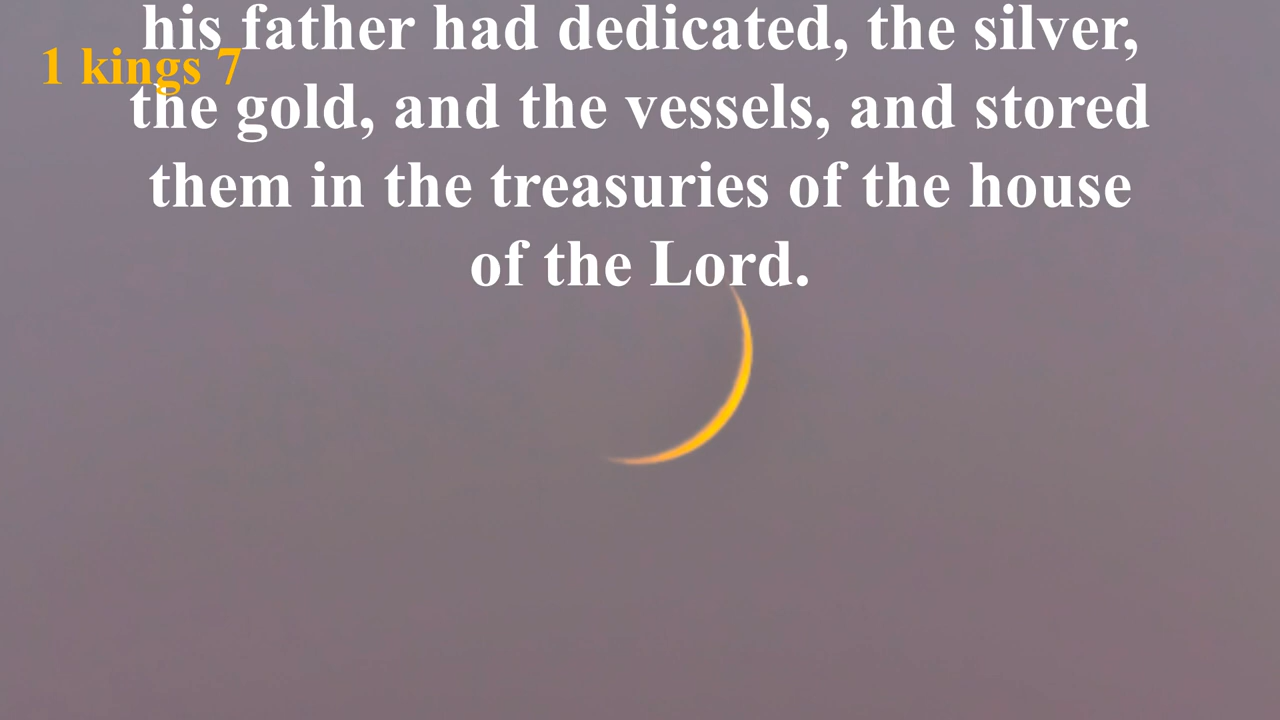 his father had dedicated, the silver,
1 kings 7
the gold, and the vessels, and stored
them in the treasuries of the house
of the Lord.